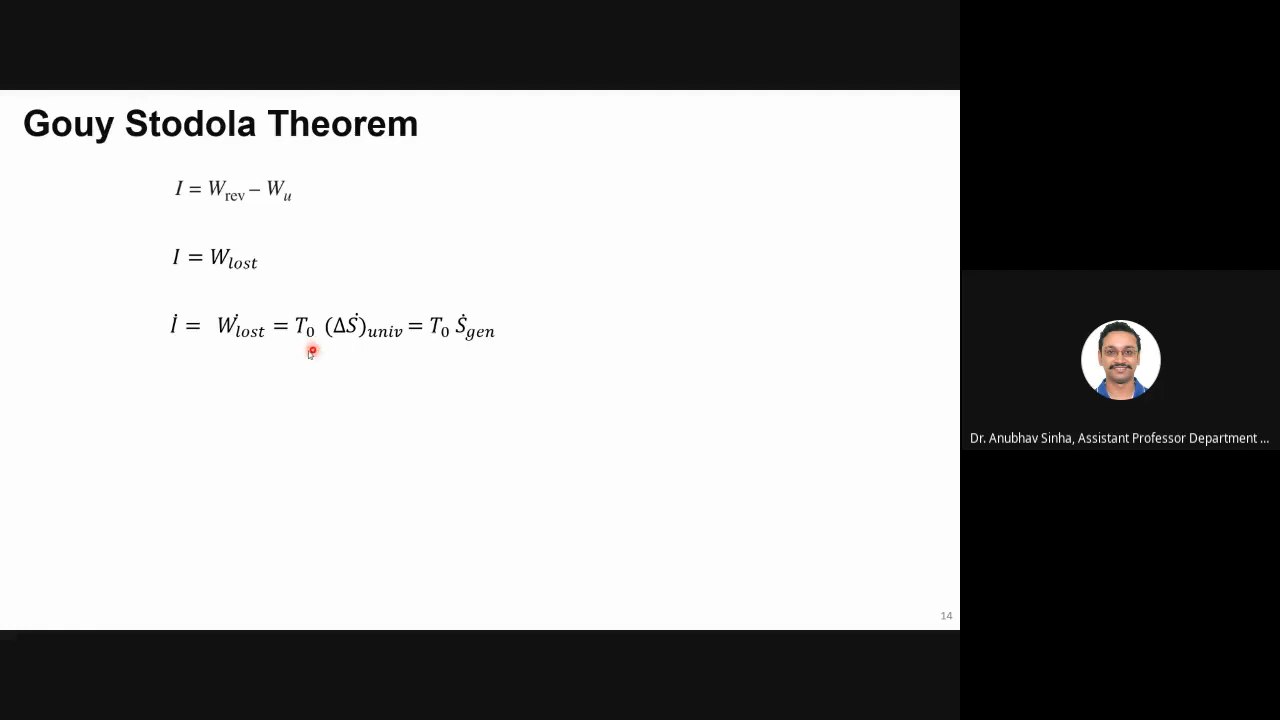 Gouy Stodola Theorem
I = W_rev – W_u
I = W_lost
İ = Ẇ_lost = T_0 (ΔṠ)_univ = T_0 Ṡ_gen
14
Dr. Anubhav Sinha, Assistant Professor Department ...